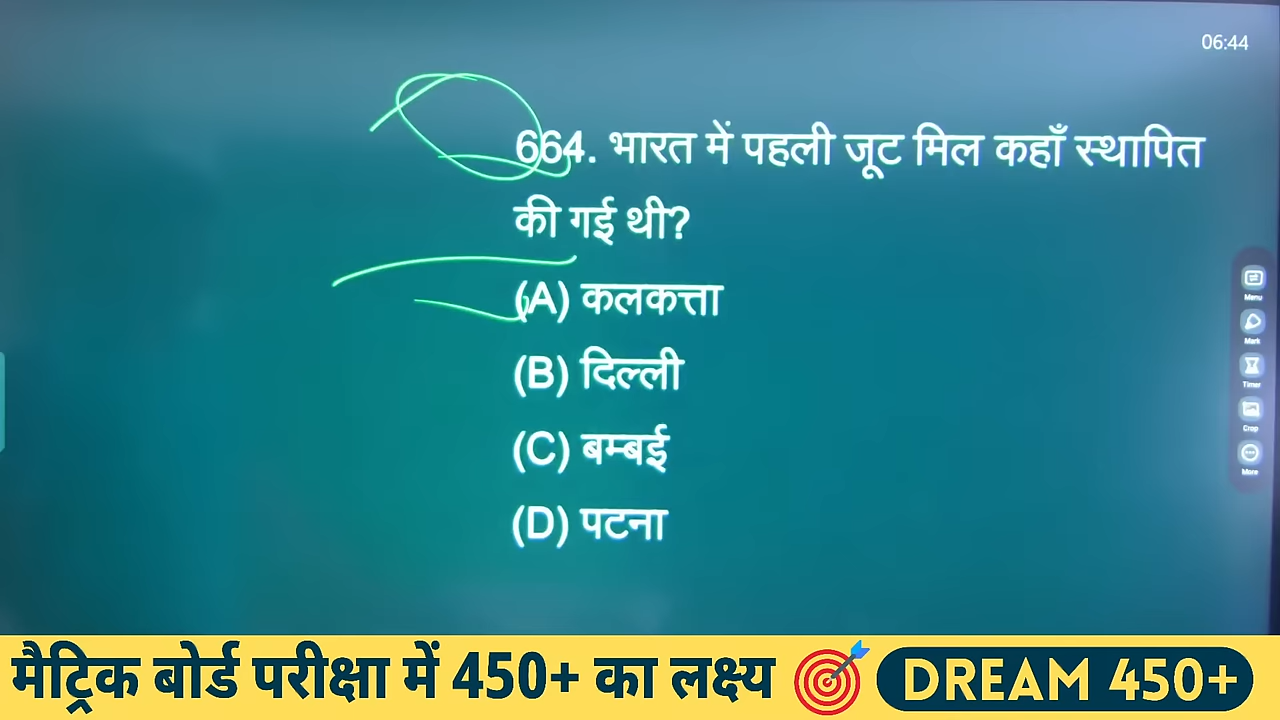 06:44
664. भारत में पहली जूट मिल कहाँ स्थापित
की गई थी?
(A) कलकत्ता
(B) दिल्ली
(C) बम्बई
(D) पटना
Menu
Mark
Timer
Crop
More
मैट्रिक बोर्ड परीक्षा में 450+ का लक्ष्य DREAM 450+